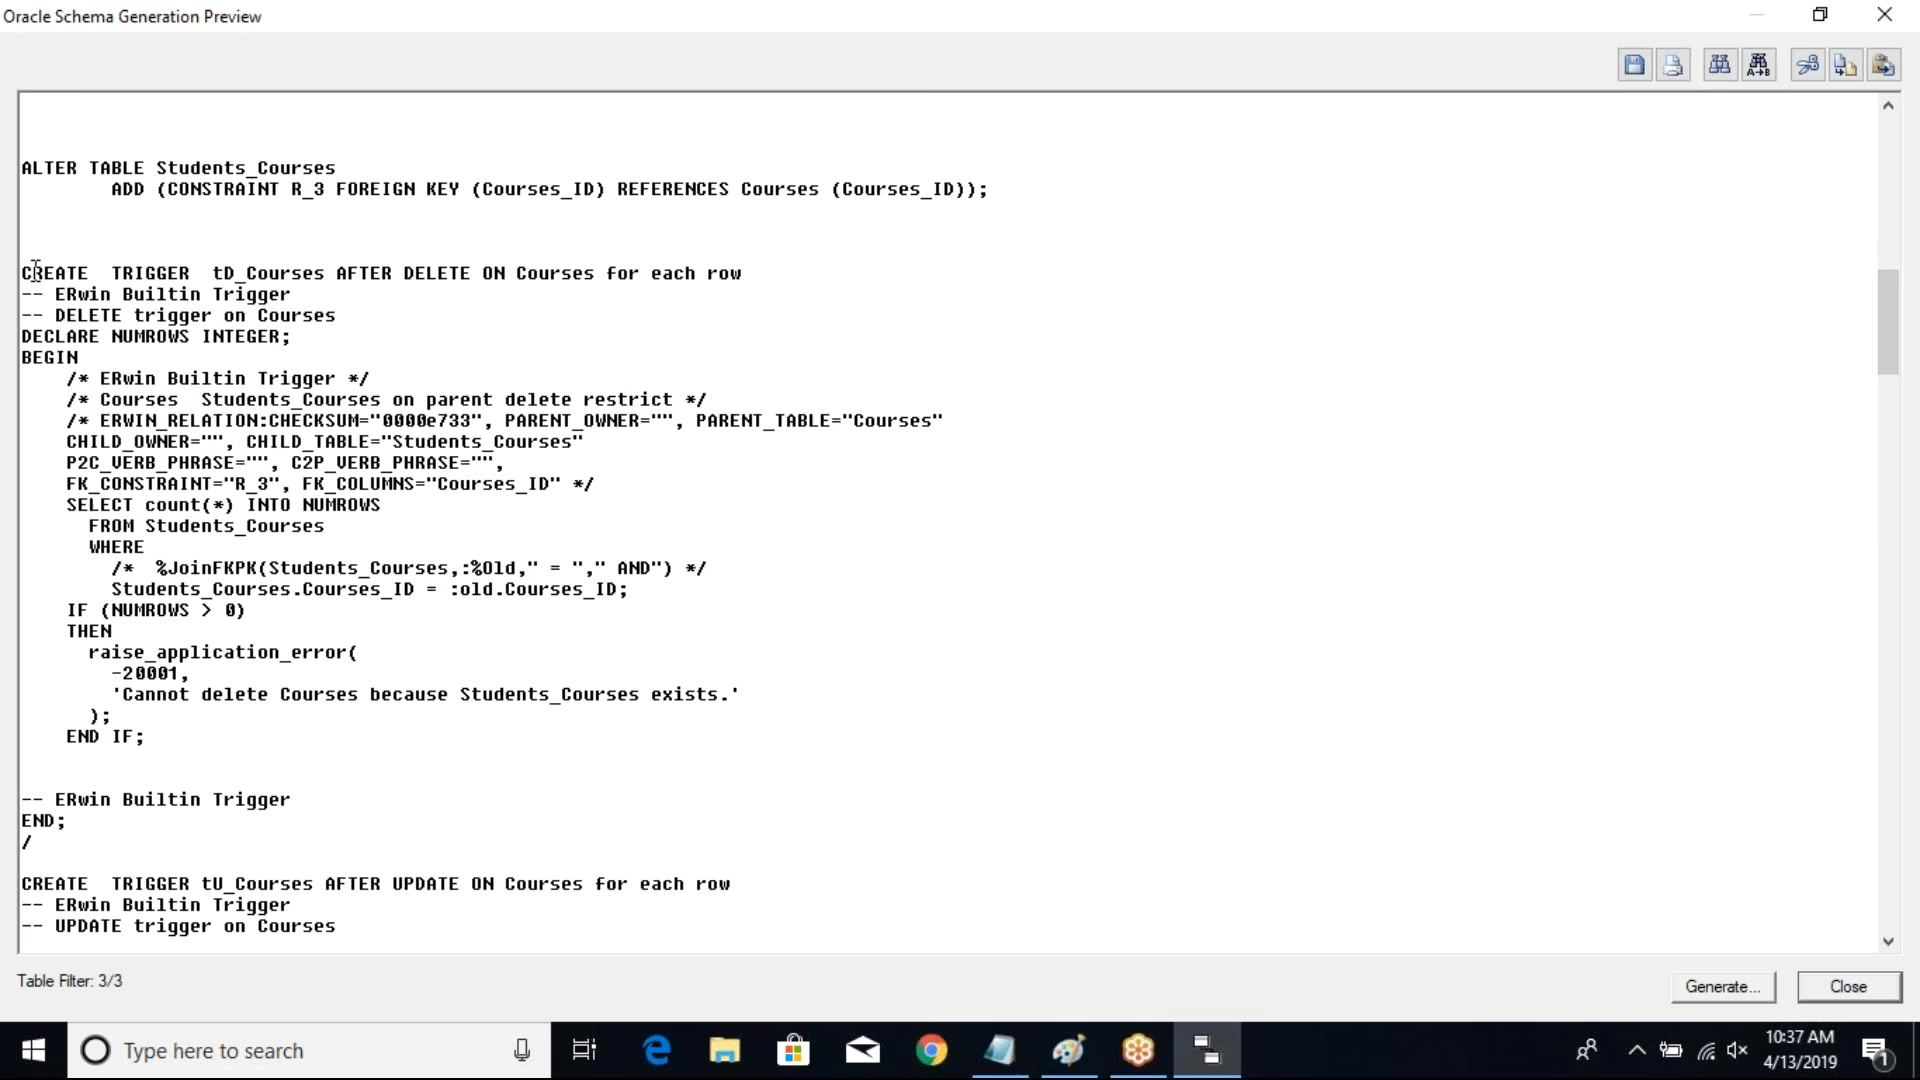 Oracle Schema Generation Preview
A→B
ALTER TABLE Students_Courses
ADD (CONSTRAINT R_3 FOREIGN KEY (Courses_ID) REFERENCES Courses (Courses_ID));
CREATE  TRIGGER  tD_Courses AFTER DELETE ON Courses for each row
-- ERwin Builtin Trigger
-- DELETE trigger on Courses
DECLARE NUMROWS INTEGER;
BEGIN
/* ERwin Builtin Trigger */
/* Courses  Students_Courses on parent delete restrict */
/* ERWIN_RELATION:CHECKSUM="0000e733", PARENT_OWNER="", PARENT_TABLE="Courses"
CHILD_OWNER="", CHILD_TABLE="Students_Courses"
P2C_VERB_PHRASE="", C2P_VERB_PHRASE="",
FK_CONSTRAINT="R_3", FK_COLUMNS="Courses_ID" */
SELECT count(*) INTO NUMROWS
FROM Students_Courses
WHERE
/*  %JoinFKPK(Students_Courses,:%Old," = "," AND") */
Students_Courses.Courses_ID = :old.Courses_ID;
IF (NUMROWS > 0)
THEN
raise_application_error(
-20001,
'Cannot delete Courses because Students_Courses exists.'
);
END IF;
-- ERwin Builtin Trigger
END;
/
CREATE  TRIGGER tU_Courses AFTER UPDATE ON Courses for each row
-- ERwin Builtin Trigger
-- UPDATE trigger on Courses
Table Filter: 3/3
Generate...
Close
Type here to search
10:37 AM
4/13/2019
1